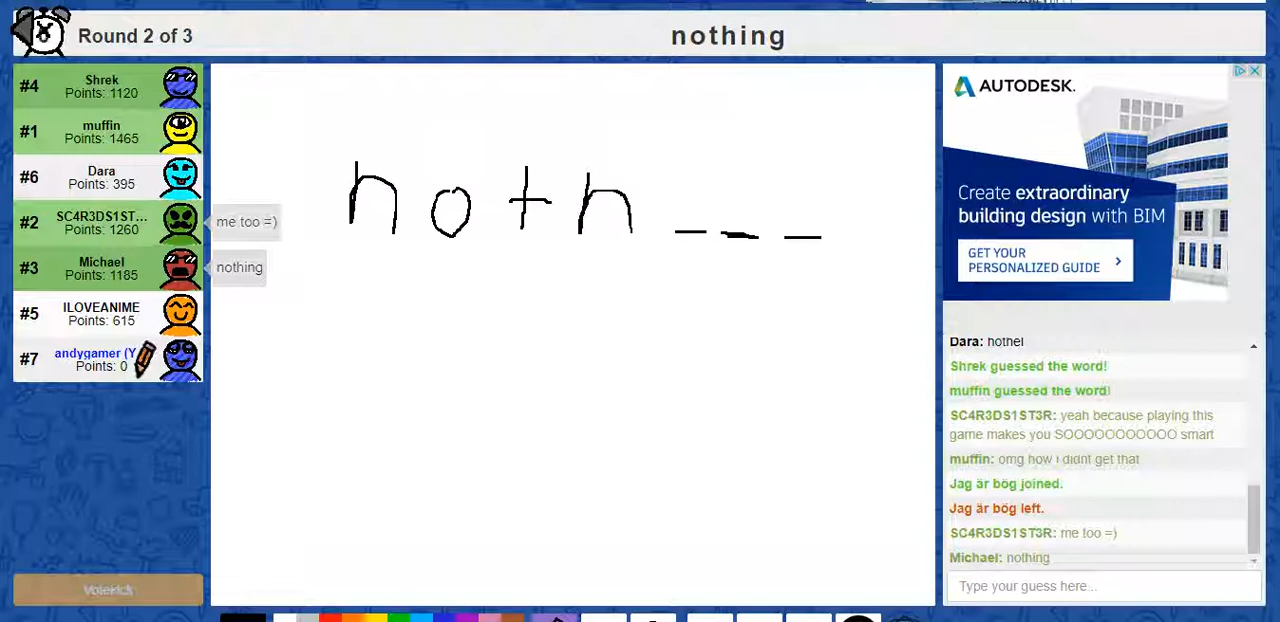 Round 2 of 3
nothing
#4 Shrek
Points: 1120
#1 muffin
Points: 1465
#6 Dara
Points: 395
#2 SC4R3DS1ST...
Points: 1260
me too =)
#3 Michael
Points: 1185
nothing
#5 ILOVEANIME
Points: 615
#7 andygamer (Y
Points: 0
Votekick
noth _ _ _
AUTODESK.
Create extraordinary
building design with BIM
GET YOUR
PERSONALIZED GUIDE
Dara: hothel
Shrek guessed the word!
muffin guessed the word!
SC4R3DS1ST3R: yeah because playing this
game makes you SOOOOOOOOOOO smart
muffin: omg how i didnt get that
Jag är bög joined.
Jag är bög left.
SC4R3DS1ST3R: me too =)
Michael: nothing
Type your guess here...